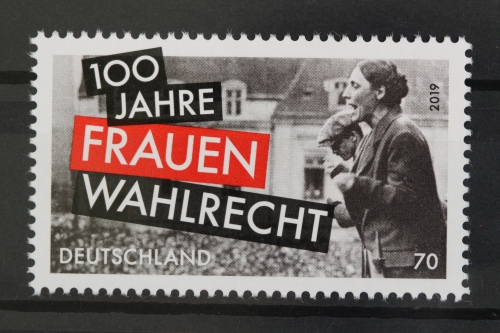 100
JAHRE
FRAUEN
WAHLRECHT
DEUTSCHLAND
70
2019